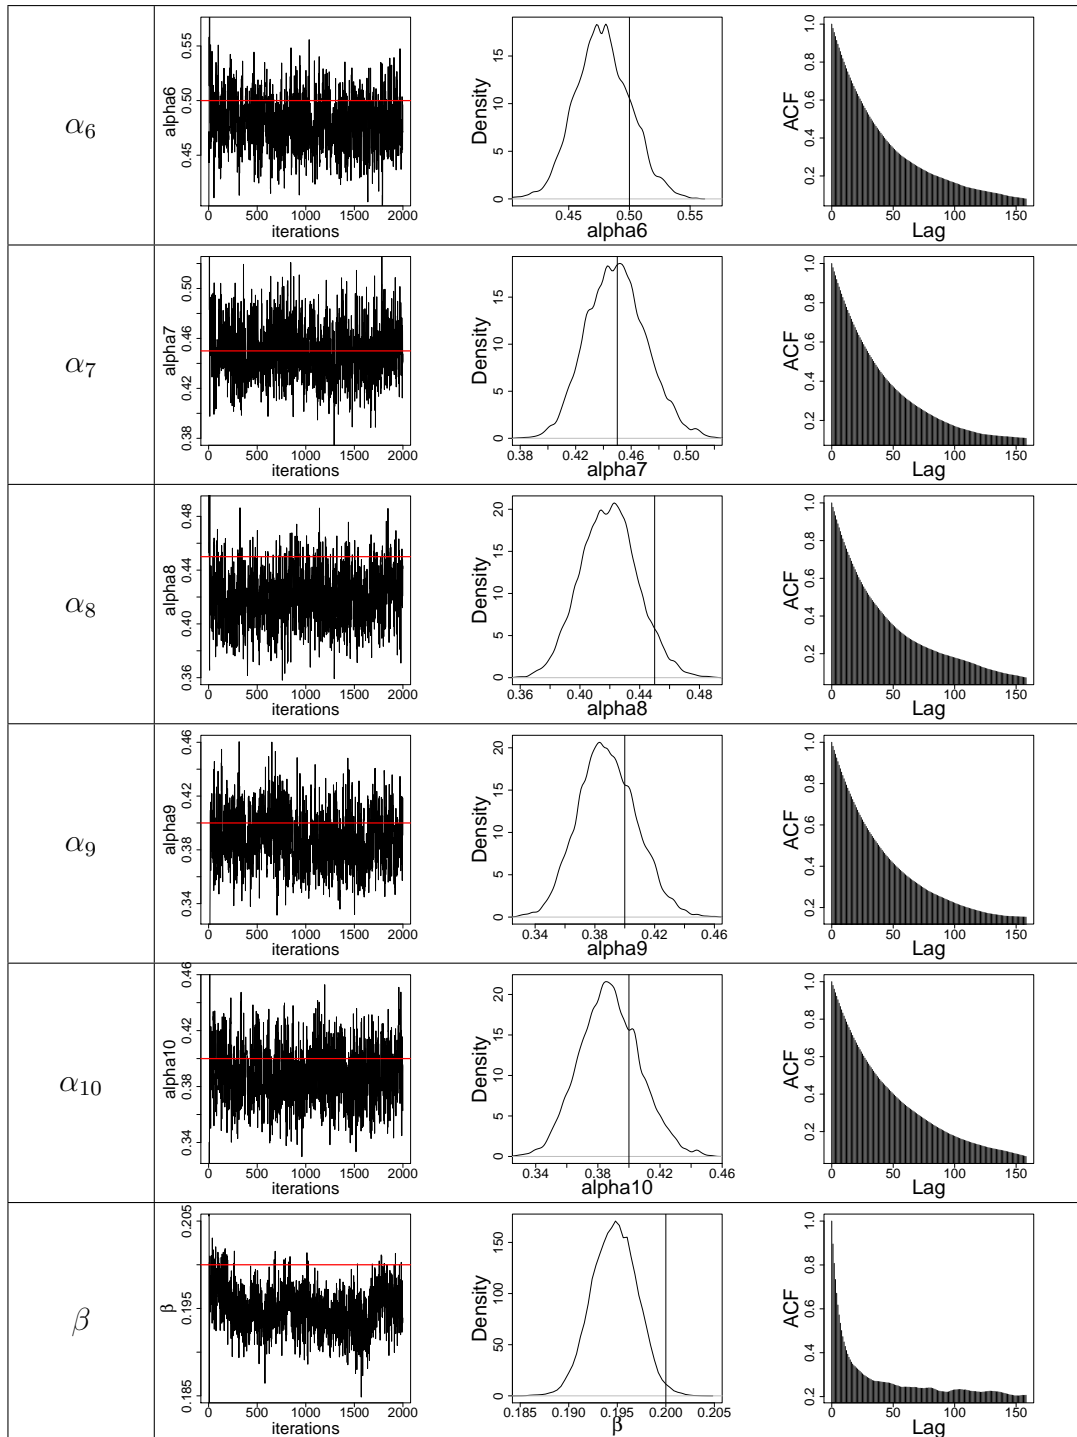 α6
alpha6
0.45 0.50 0.55
0 500 1000 1500 2000
iterations
Density
0 5 10 15
0.45 0.50 0.55
alpha6
ACF
0.2 0.4 0.6 0.8 1.0
0 50 100 150
Lag
α7
alpha7
0.38 0.42 0.46 0.50
0 500 1000 1500 2000
iterations
Density
0 5 10 15
0.38 0.42 0.46 0.50
alpha7
ACF
0.2 0.4 0.6 0.8 1.0
0 50 100 150
Lag
α8
alpha8
0.36 0.40 0.44 0.48
0 500 1000 1500 2000
iterations
Density
0 5 10 15 20
0.36 0.40 0.44 0.48
alpha8
ACF
0.2 0.4 0.6 0.8 1.0
0 50 100 150
Lag
α9
alpha9
0.34 0.38 0.42 0.46
0 500 1000 1500 2000
iterations
Density
0 5 10 15 20
0.34 0.38 0.42 0.46
alpha9
ACF
0.2 0.4 0.6 0.8 1.0
0 50 100 150
Lag
α10
alpha10
0.34 0.38 0.42 0.46
0 500 1000 1500 2000
iterations
Density
0 5 10 15 20
0.34 0.38 0.42 0.46
alpha10
ACF
0.2 0.4 0.6 0.8 1.0
0 50 100 150
Lag
β
β
0.185 0.195 0.205
0 500 1000 1500 2000
iterations
Density
0 50 100 150
0.185 0.190 0.195 0.200 0.205
β
ACF
0.2 0.4 0.6 0.8 1.0
0 50 100 150
Lag